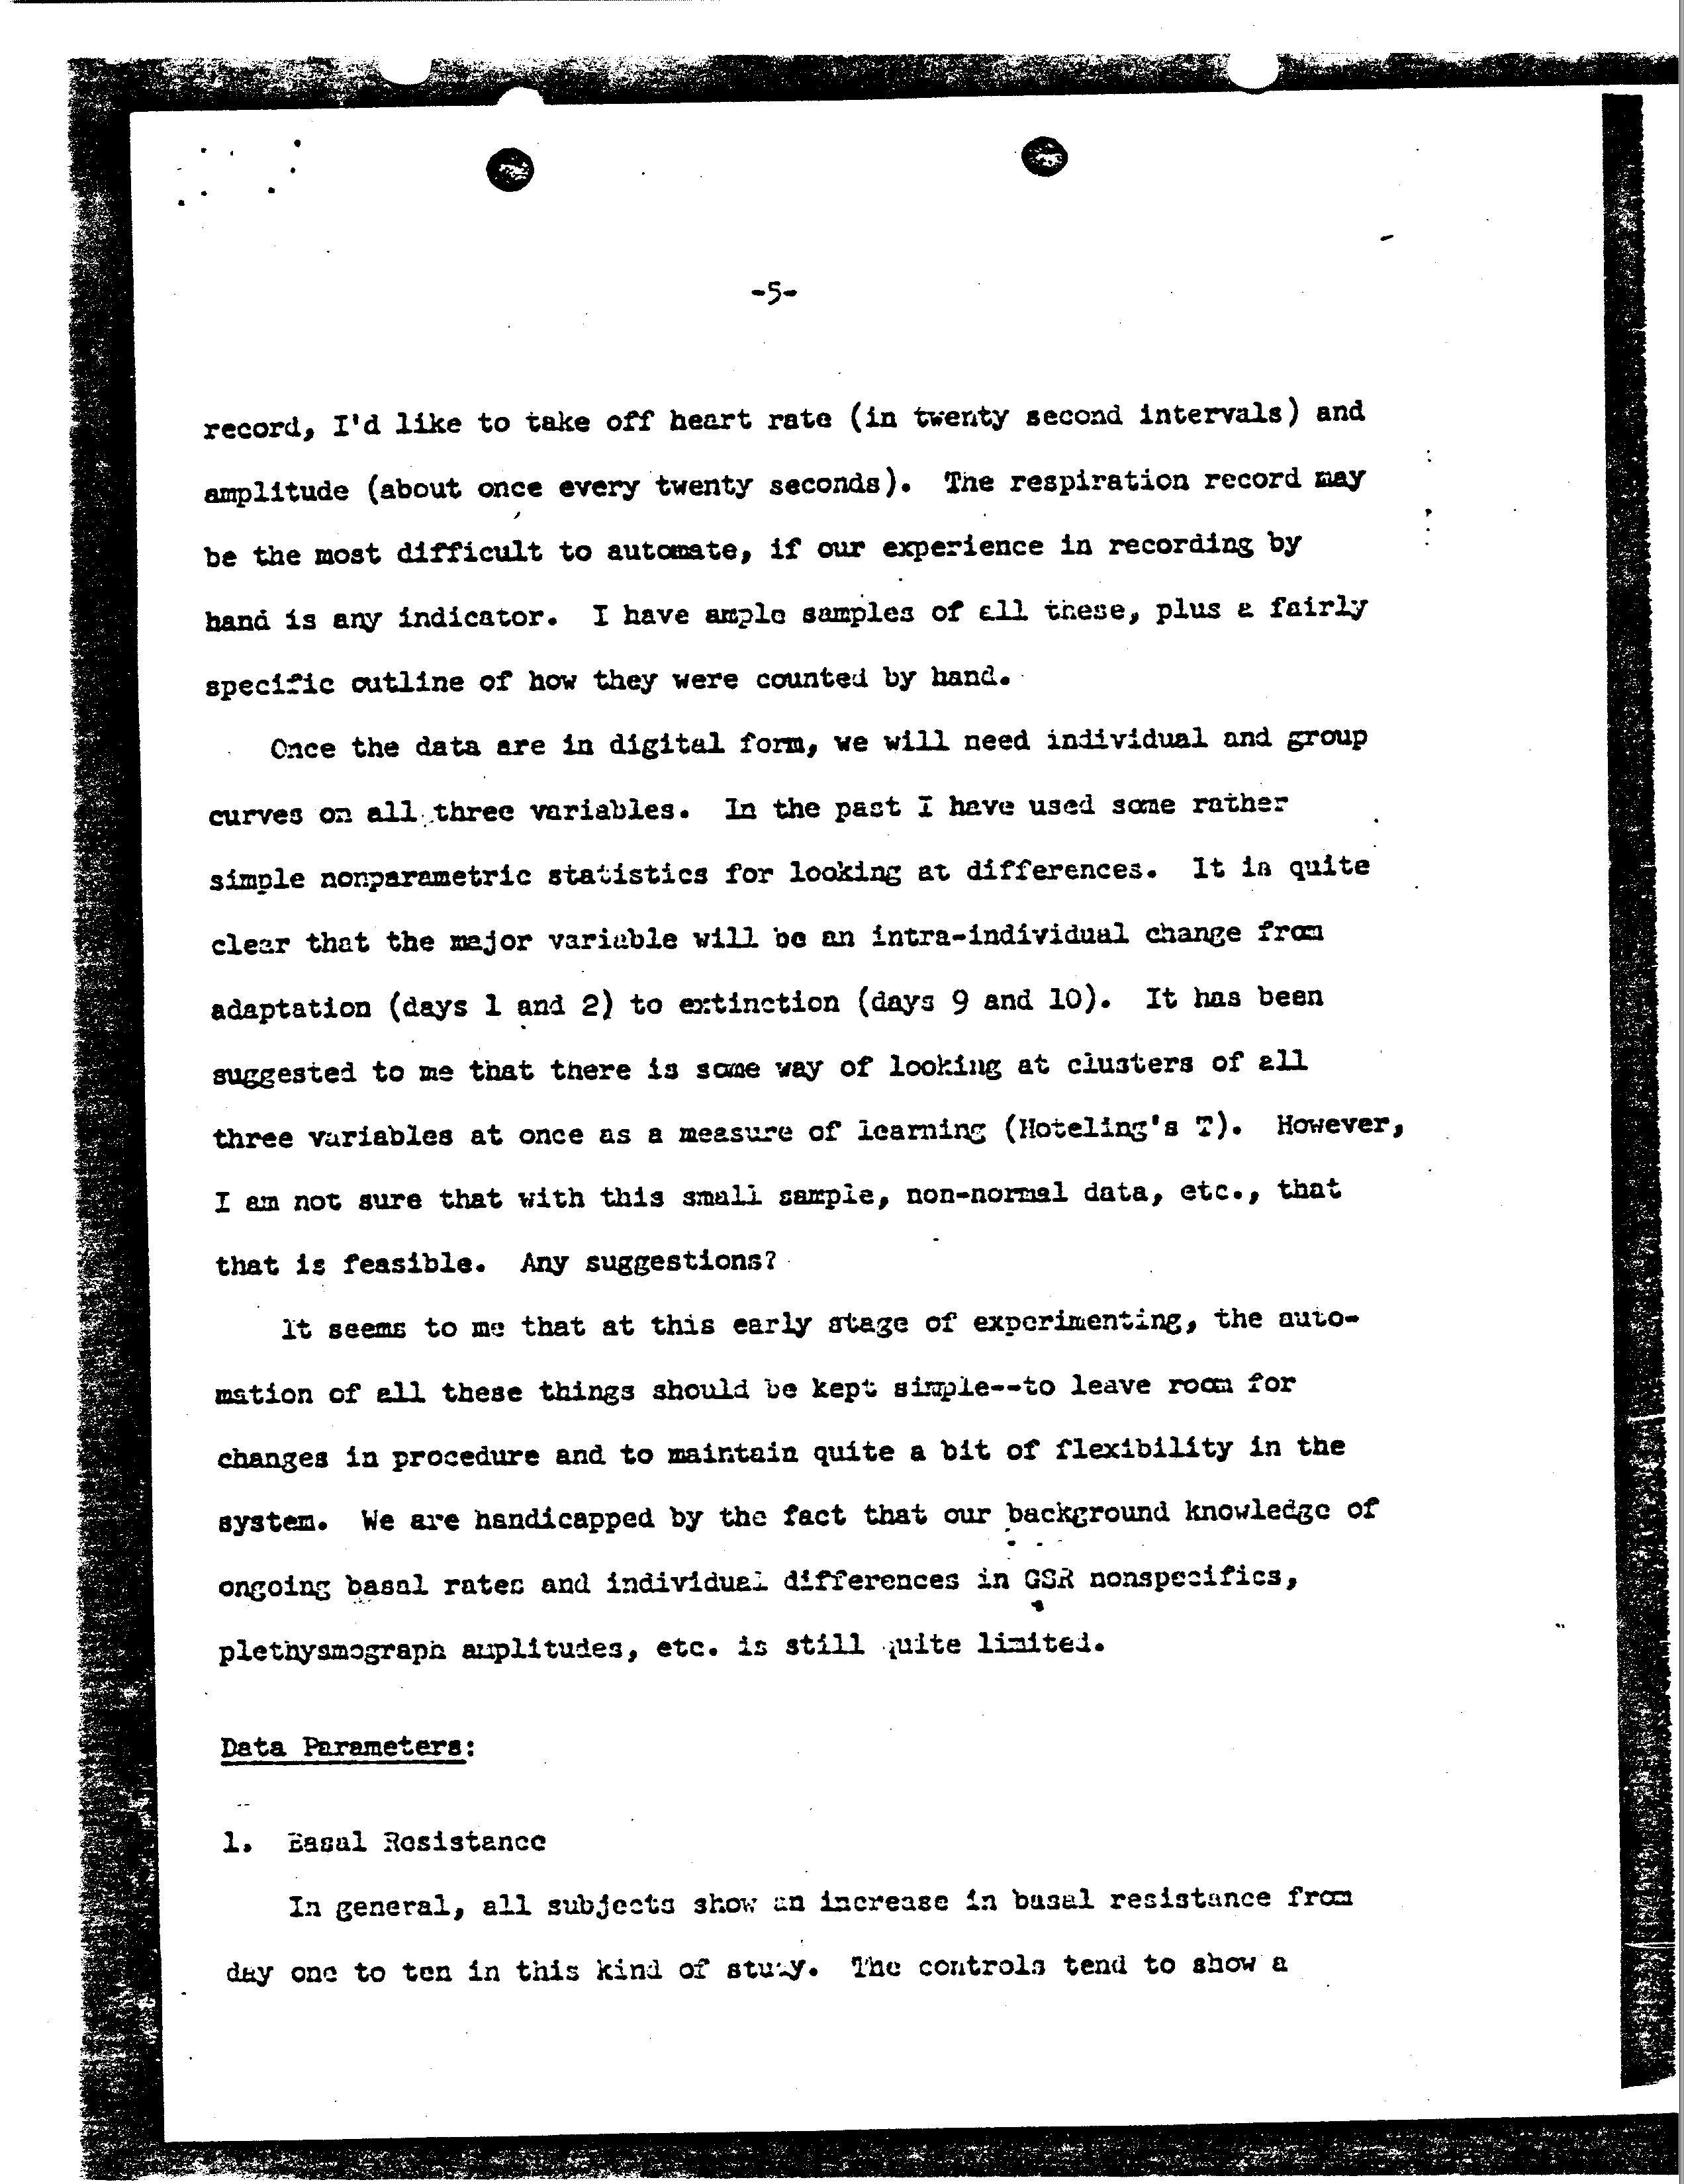 -5-
record, I'd like to take off heart rate (in twenty second intervals) and
amplitude (about once every twenty seconds). The respiration record may
be the most difficult to automate, if our experience in recording by
hand is any indicator. I have ample samples of all these, plus a fairly
specific outline of how they were counted by hand.
Once the data are in digital form, we will need individual and group
curves on all three variables. In the past I have used some rather
simple nonparametric statistics for looking at differences. It is quite
clear that the major variable will be an intra-individual change from
adaptation (days 1 and 2) to extinction (days 9 and 10). It has been
suggested to me that there is some way of looking at clusters of all
three variables at once as a measure of learning (Hoteling's T). However,
I am not sure that with this small sample, non-normal data, etc., that
that is feasible. Any suggestions?
It seems to me that at this early stage of experimenting, the auto-
mation of all these things should be kept simple--to leave room for
changes in procedure and to maintain quite a bit of flexibility in the
system. We are handicapped by the fact that our background knowledge of
ongoing basal rates and individual differences in GSR nonspecifics,
plethysmograph amplitudes, etc. is still quite limited.
Data Parameters:
1. Basal Resistance
In general, all subjects show an increase in basal resistance from
day one to ten in this kind of study. The controls tend to show a